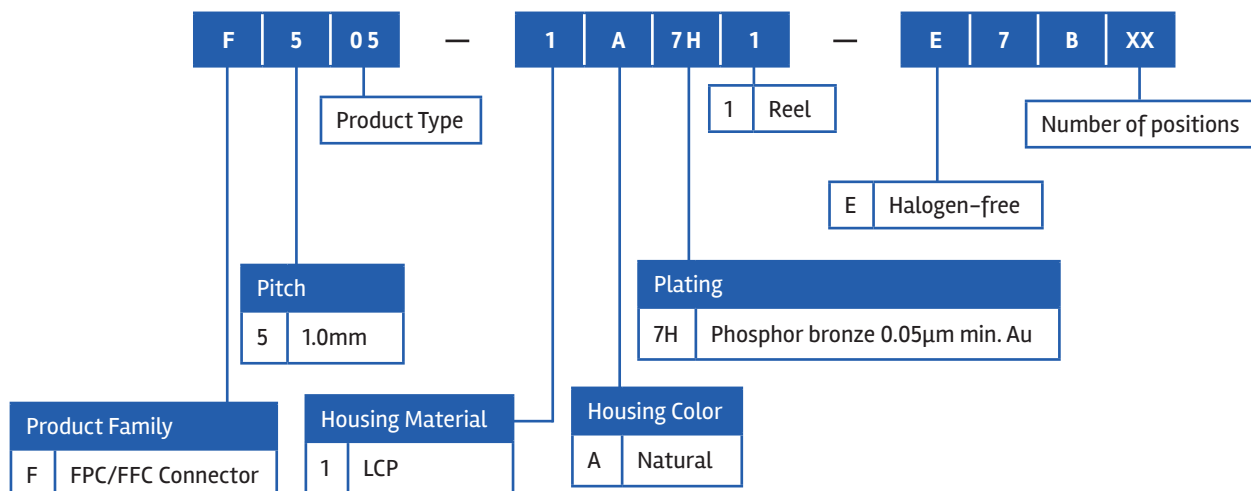 F 5 05 — 1 A 7H 1 — E 7 B XX
1 Reel
Product Type
Number of positions
E Halogen-free
Pitch
5 1.0mm
Plating
7H Phosphor bronze 0.05μm min. Au
Housing Material
1 LCP
Housing Color
A Natural
Product Family
F FPC/FFC Connector